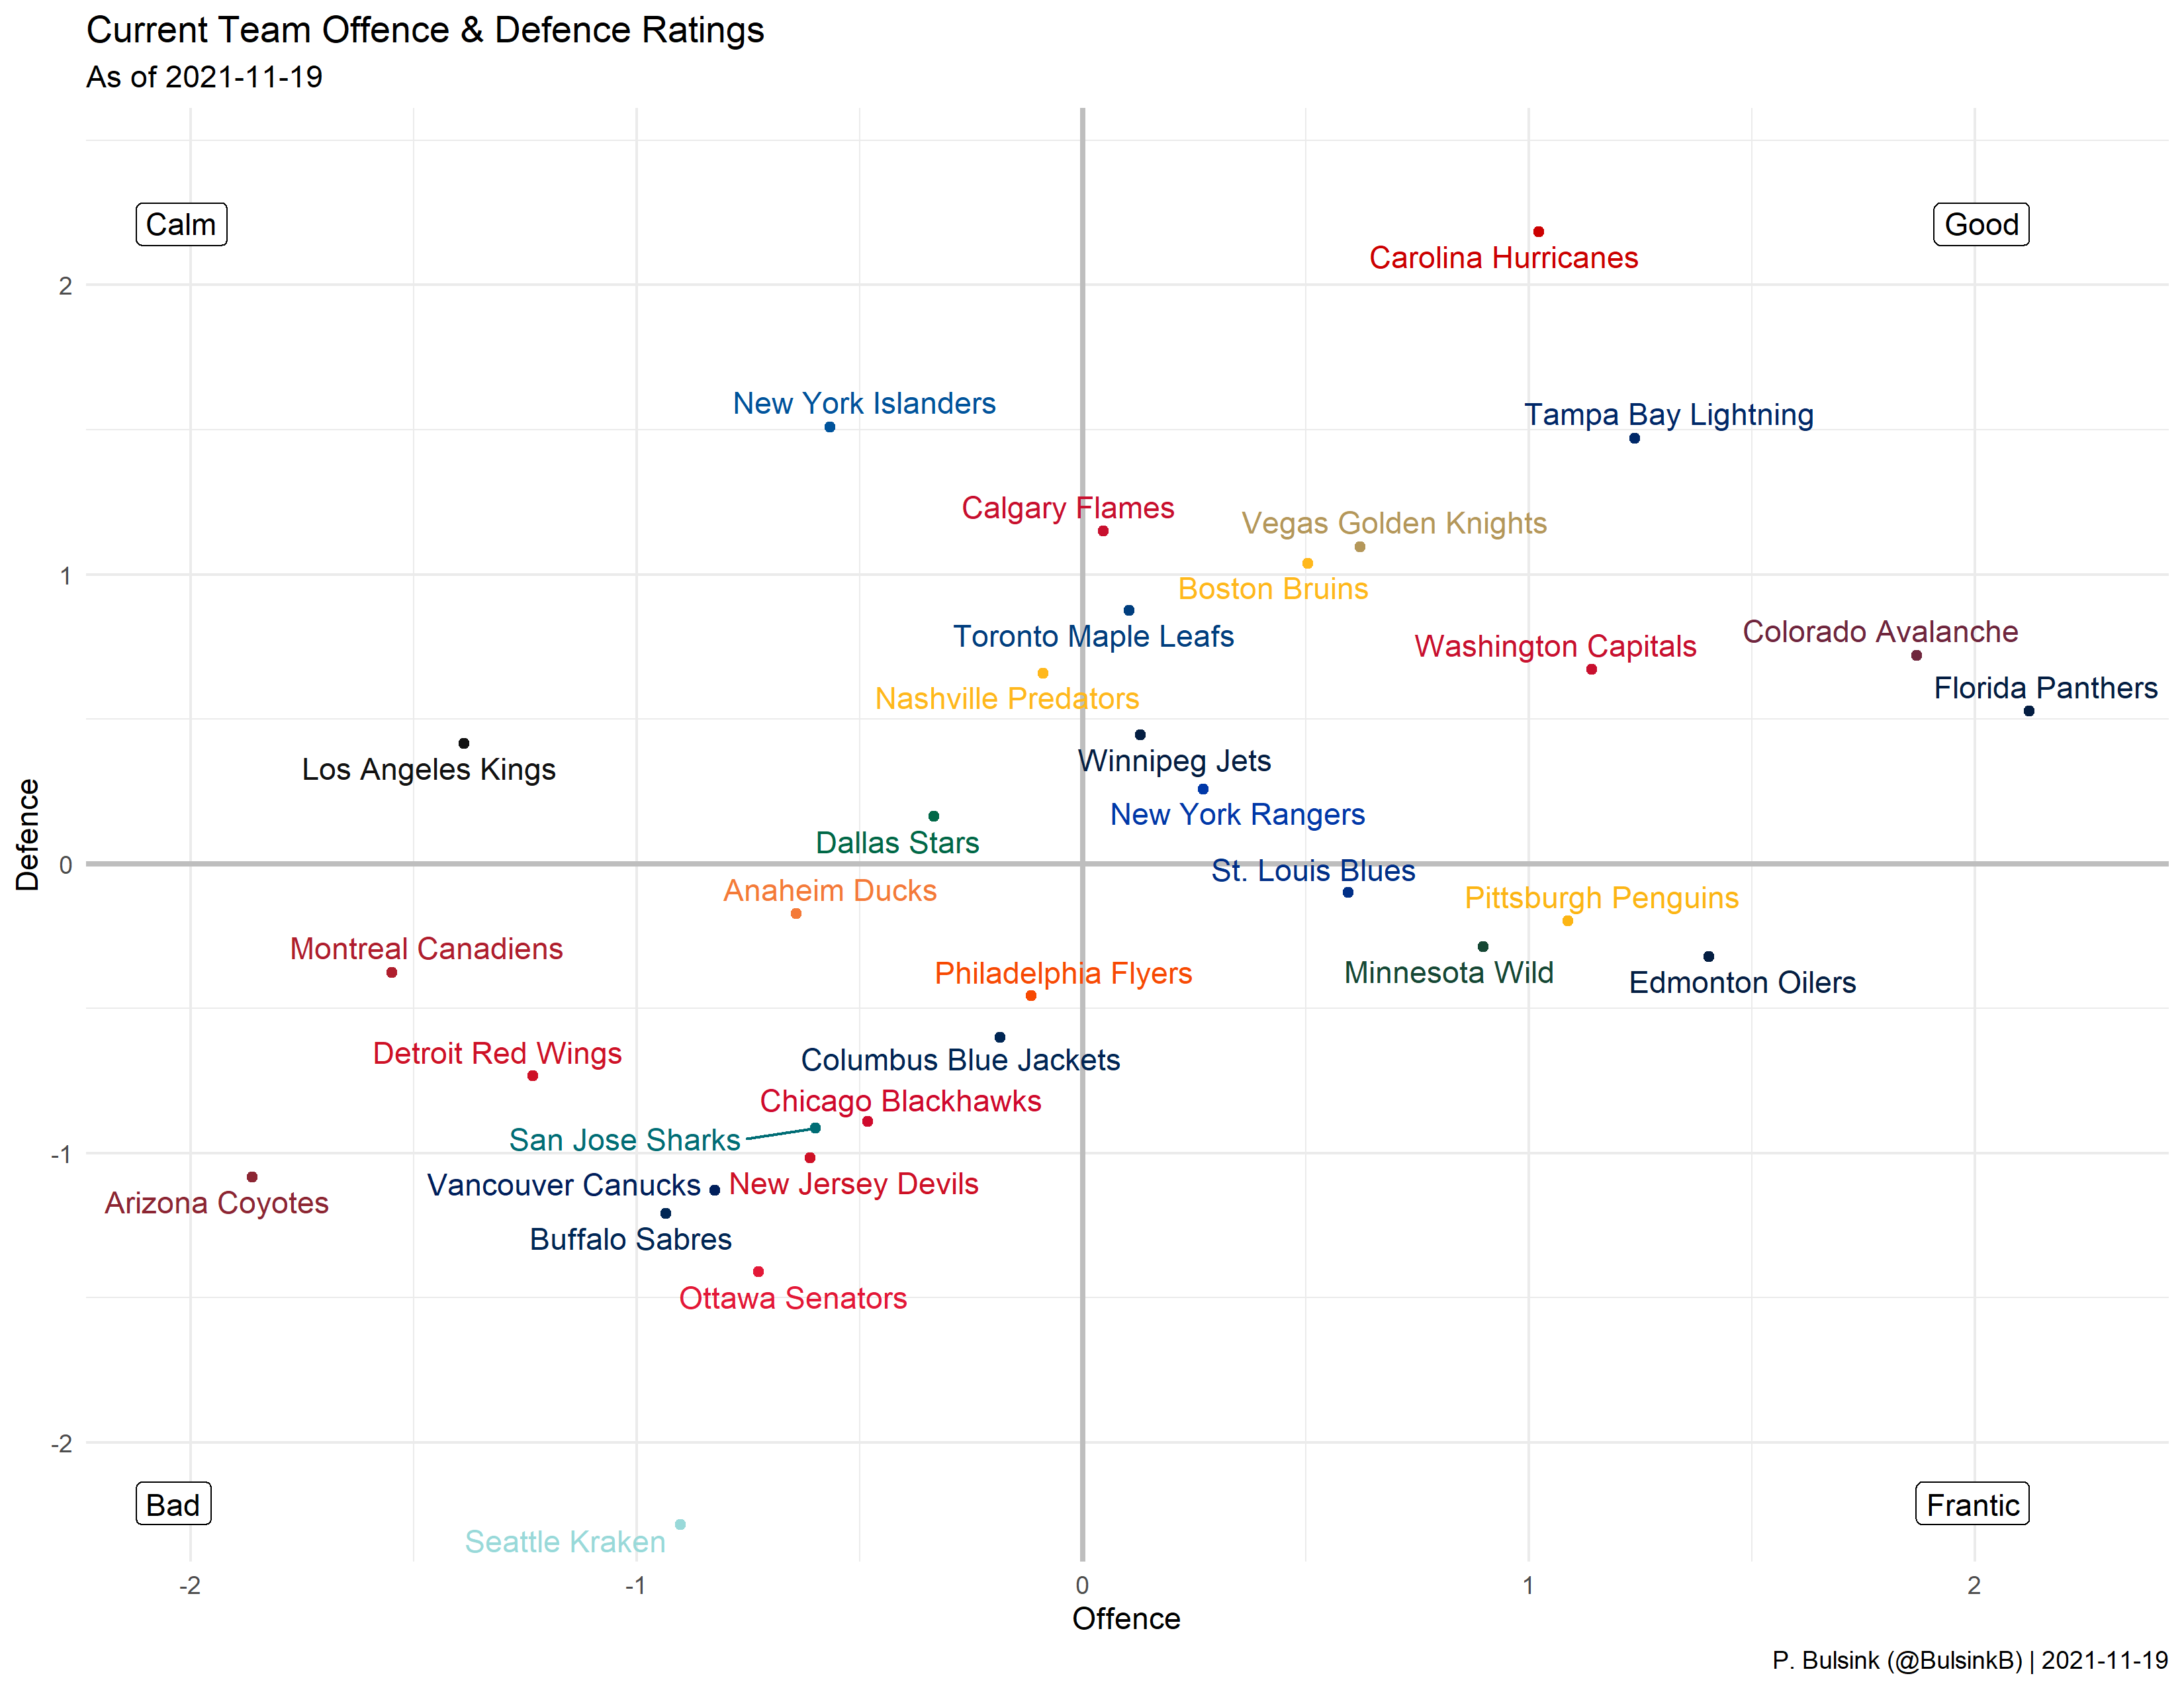 Current Team Offence & Defence Ratings
As of 2021-11-19
Calm
Good
Carolina Hurricanes
2
New York Islanders
Tampa Bay Lightning
Calgary Flames
Vegas Golden Knights
1
Boston Bruins
Toronto Maple Leafs
Colorado Avalanche
Washington Capitals
Florida Panthers
Nashville Predators
Winnipeg Jets
Los Angeles Kings
New York Rangers
Defence
Dallas Stars
0
St. Louis Blues
Anaheim Ducks
Pittsburgh Penguins
Montreal Canadiens
Philadelphia Flyers
Minnesota Wild
Edmonton Oilers
Detroit Red Wings
Columbus Blue Jackets
Chicago Blackhawks
San Jose Sharks
-1
Vancouver Canucks
New Jersey Devils
Arizona Coyotes
Buffalo Sabres
Ottawa Senators
-2
Bad
Frantic
Seattle Kraken
-2
-1
0
1
2
Offence
P. Bulsink (@BulsinkB) | 2021-11-19